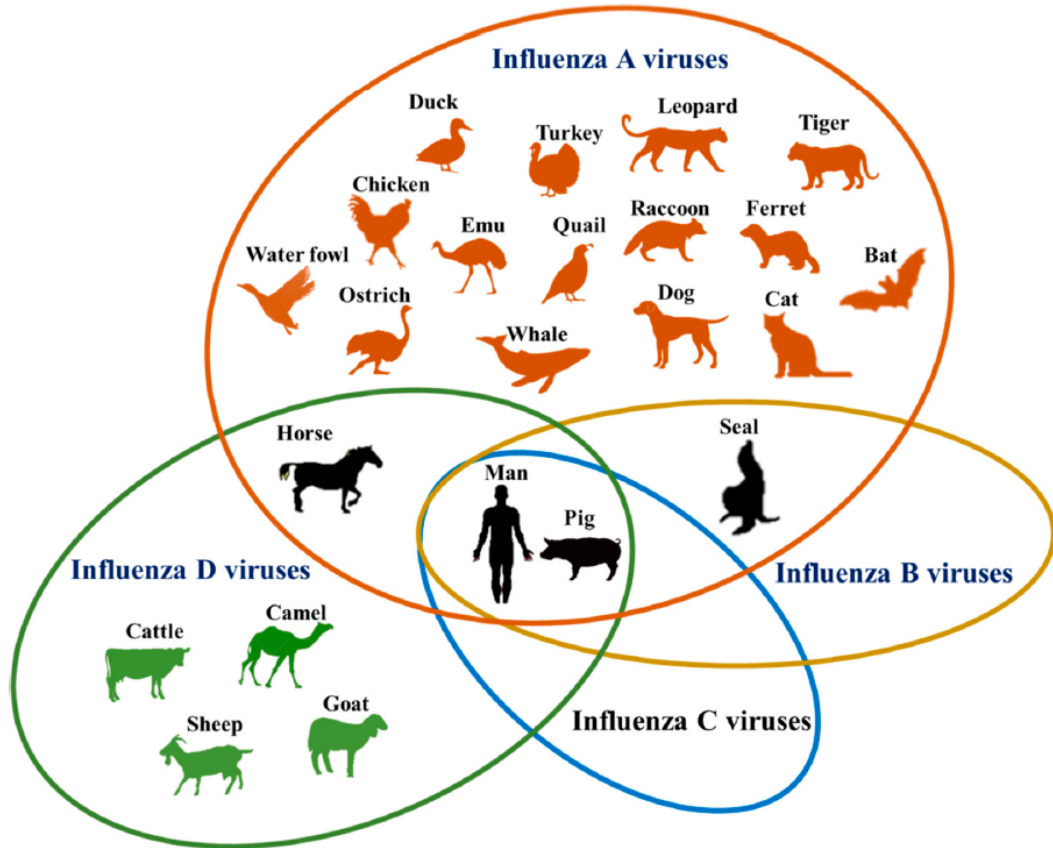 Influenza A viruses
Duck
Leopard
Turkey
Tiger
Chicken
Emu
Quail
Raccoon
Ferret
Water fowl
Bat
Ostrich
Whale
Dog
Cat
Horse
Seal
Man
Pig
Influenza D viruses
Influenza B viruses
Cattle
Camel
Sheep
Goat
Influenza C viruses